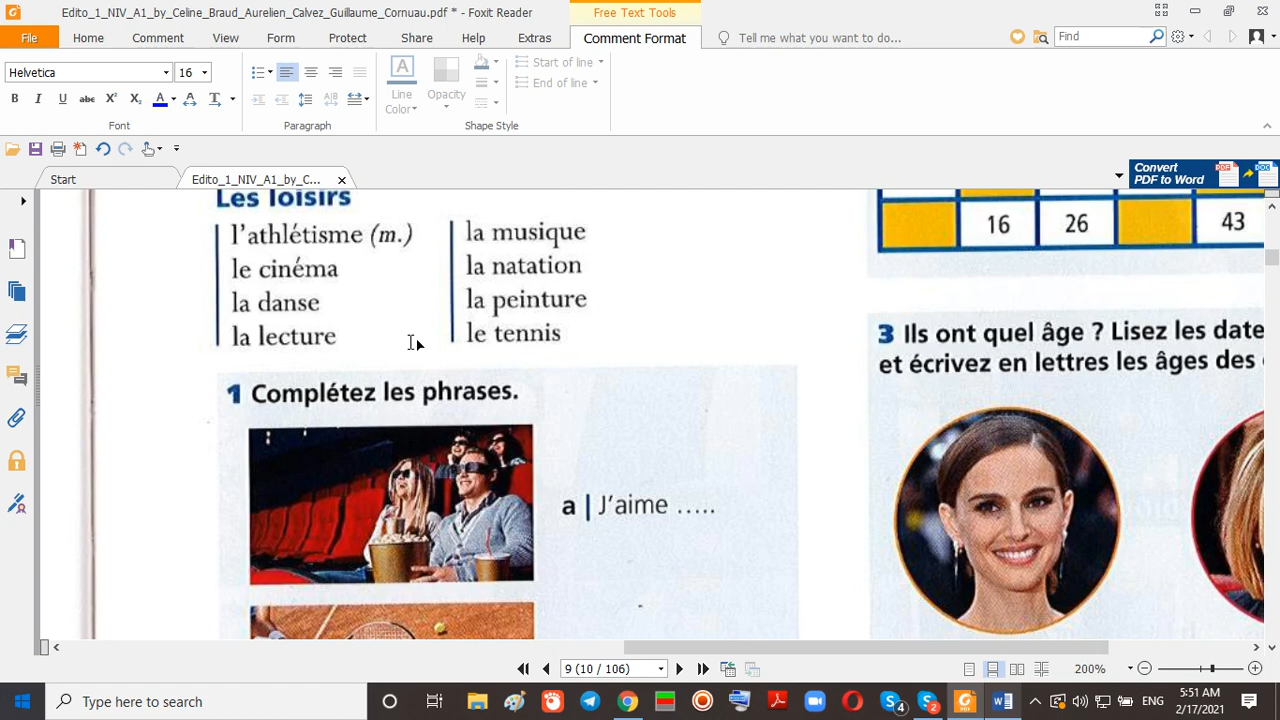 Edito_1_NIV_A1_by_Celine_Braud_Aurelien_Calvez_Guillaume_Cornuau.pdf * - Foxit Reader
Free Text Tools
File Home Comment View Form Protect Share Help Extras Comment Format Tell me what you want to do... Find
Helvetica 16
Start of line
End of line
Line Color
Opacity
Font Paragraph Shape Style
Start
Edito_1_NIV_A1_by_C...
Convert PDF to Word
Les loisirs
l'athlétisme (m.)
le cinéma
la danse
la lecture
la musique
la natation
la peinture
le tennis
1 Complétez les phrases.
a | J'aime .....
16 26 43
3 Ils ont quel âge ? Lisez les date
et écrivez en lettres les âges des
9 (10 / 106)
200%
Type here to search
4
2
ENG
5:51 AM
2/17/2021